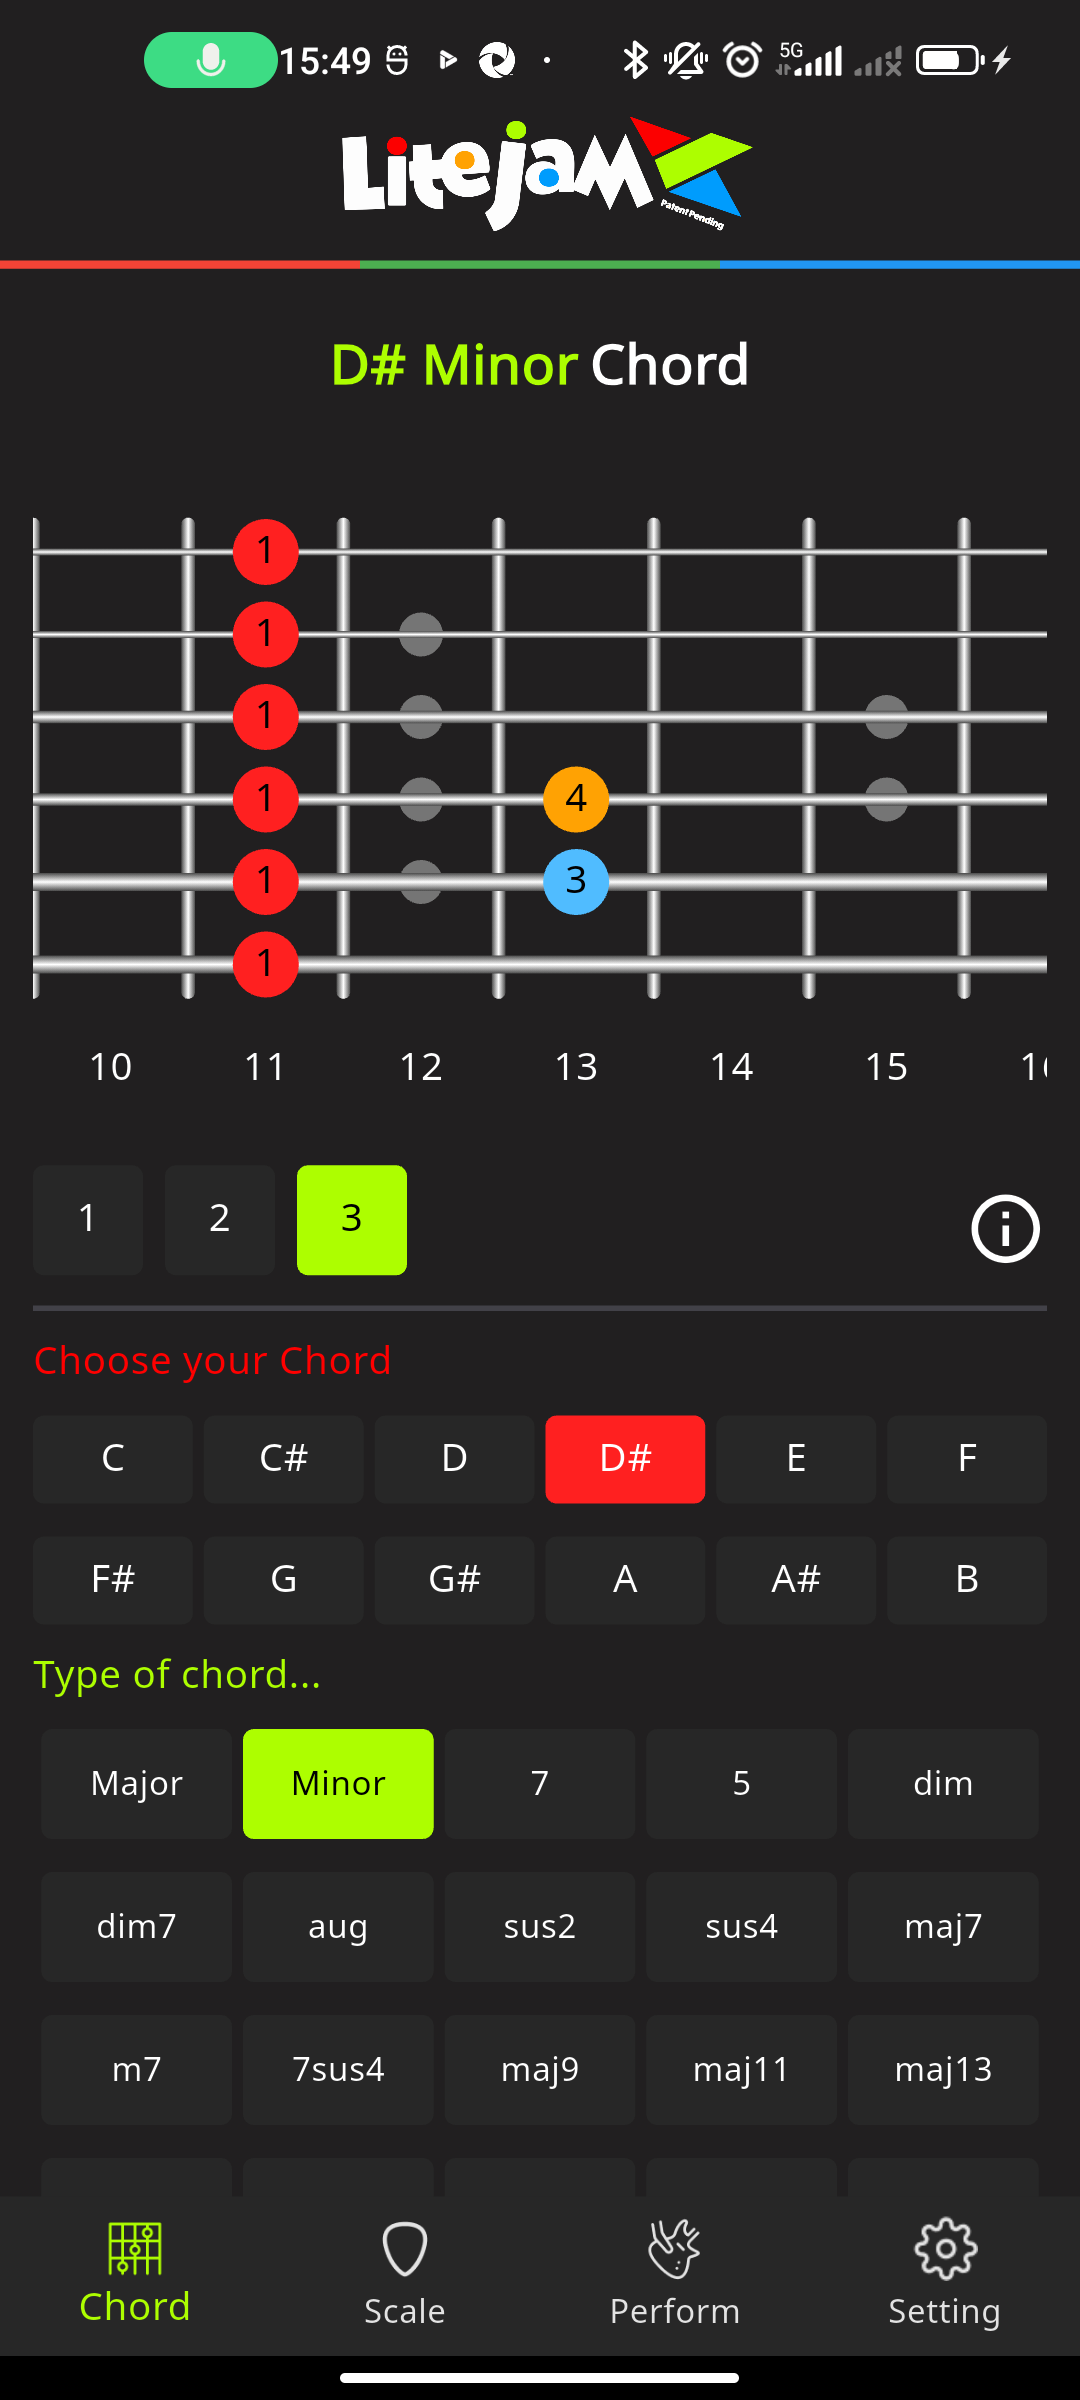 15:49
5G
LiteJam
Patent Pending
D# Minor Chord
1
1
1
1 4
1 3
1
10 11 12 13 14 15
1 2 3
Choose your Chord
C C# D D# E F
F# G G# A A# B
Type of chord...
Major Minor 7 5 dim
dim7 aug sus2 sus4 maj7
m7 7sus4 maj9 maj11 maj13
Chord Scale Perform Setting